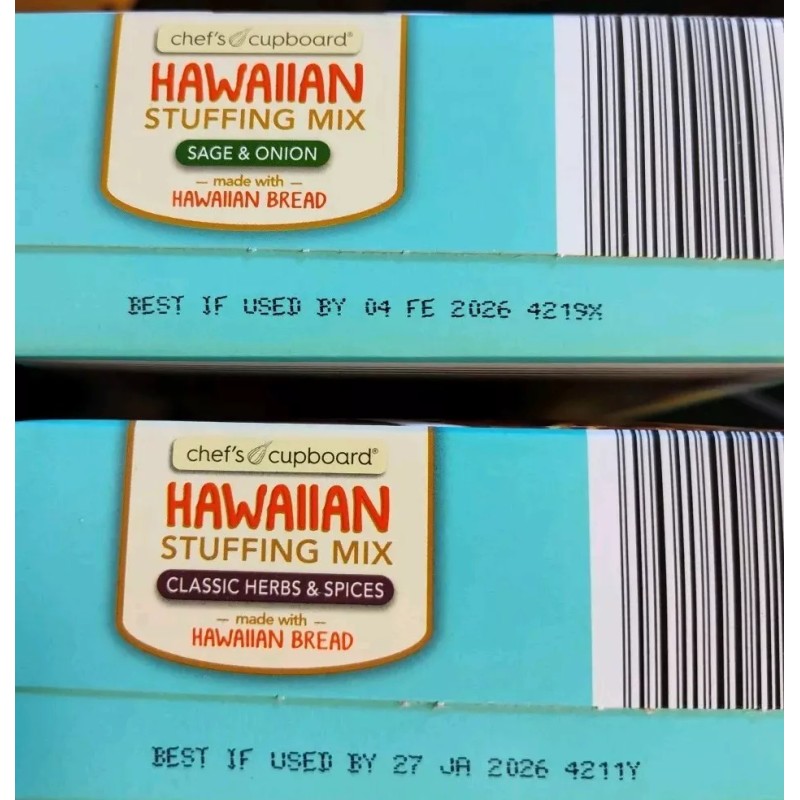 chef's cupboard®
HAWAIIAN
STUFFING MIX
SAGE & ONION
— made with —
HAWAIIAN BREAD
BEST IF USED BY 04 FE 2026 4219X
chef's cupboard®
HAWAIIAN
STUFFING MIX
CLASSIC HERBS & SPICES
— made with —
HAWAIIAN BREAD
BEST IF USED BY 27 JA 2026 4211Y